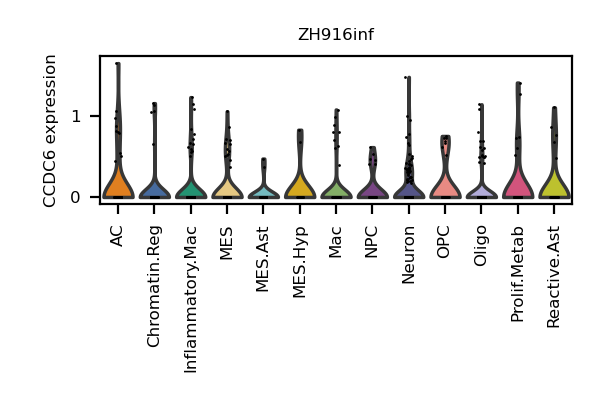 ZH916inf
CCDC6 expression
1
0
AC
Chromatin.Reg
Inflammatory.Mac
MES
MES.Ast
MES.Hyp
Mac
NPC
Neuron
OPC
Oligo
Prolif.Metab
Reactive.Ast